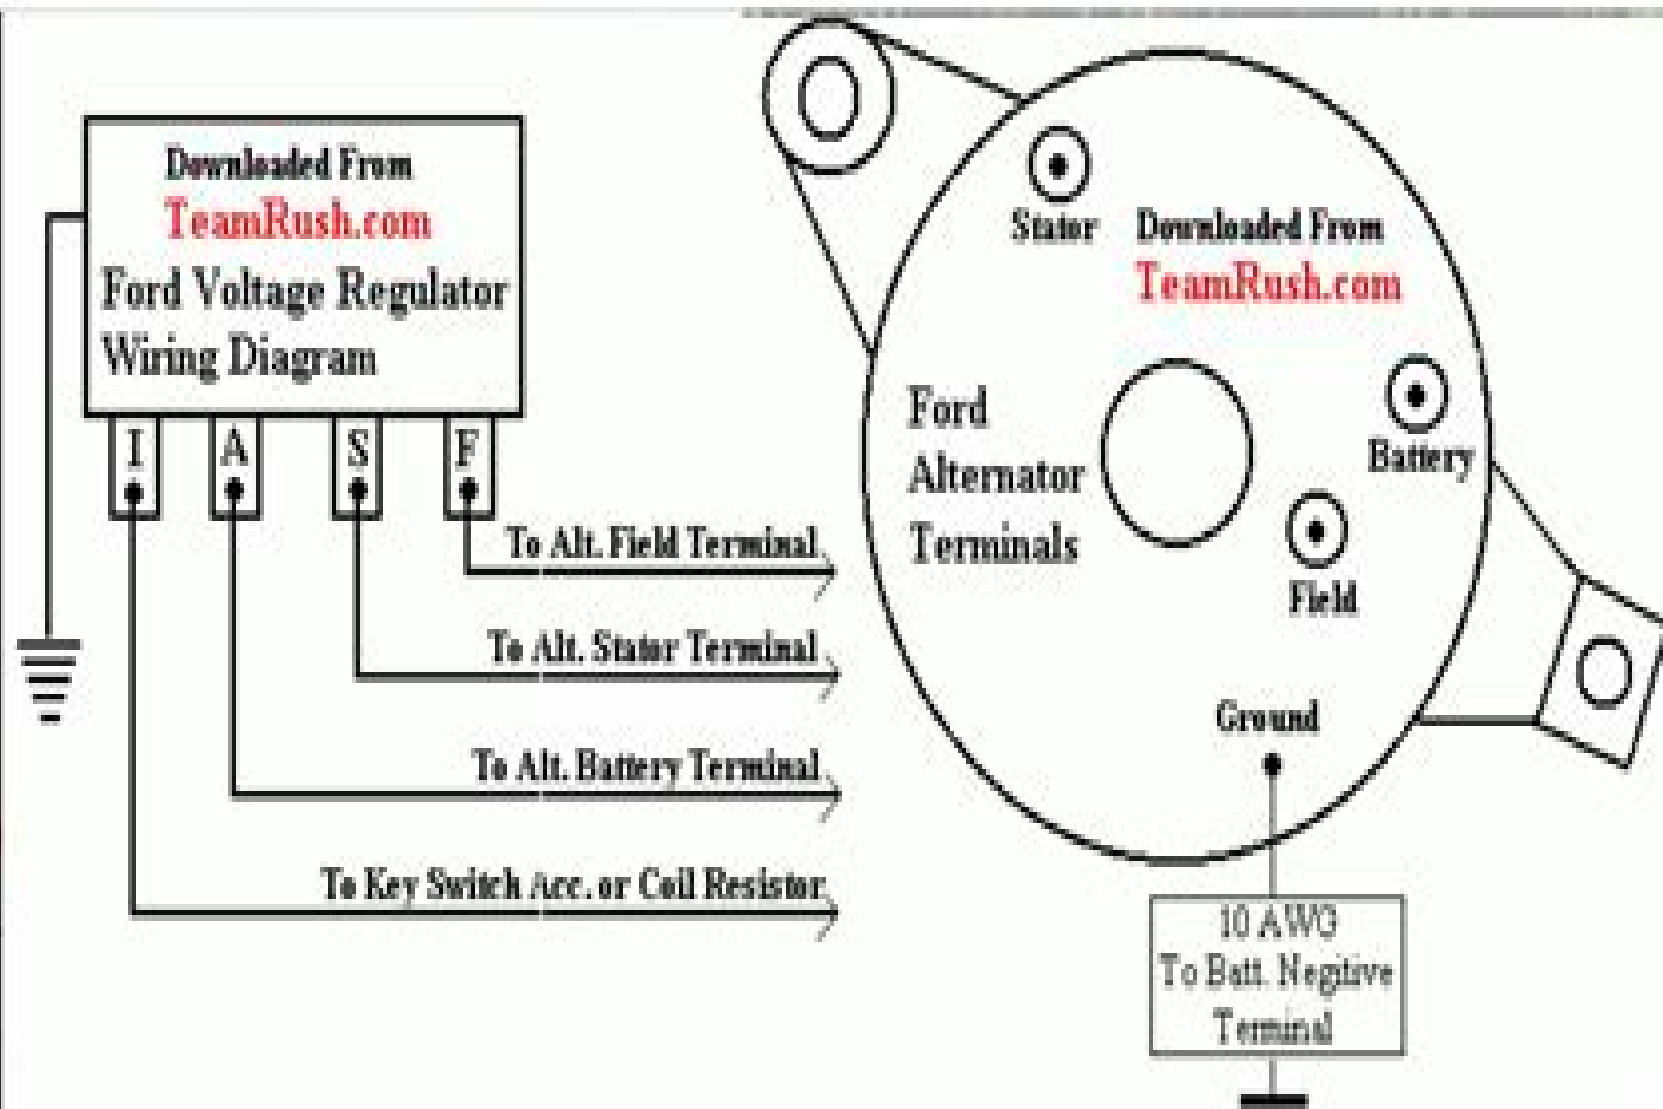 Downloaded From
TeamRush.com
Ford Voltage Regulator
Wiring Diagram
I A S F
To Alt. Field Terminal
To Alt. Stator Terminal
To Alt. Battery Terminal
To Key Switch Acc. or Coil Resistor
Stator
Downloaded From
TeamRush.com
Battery
Ford
Alternator
Terminals
Field
Ground
10 AWG
To Batt. Negitive
Terminal